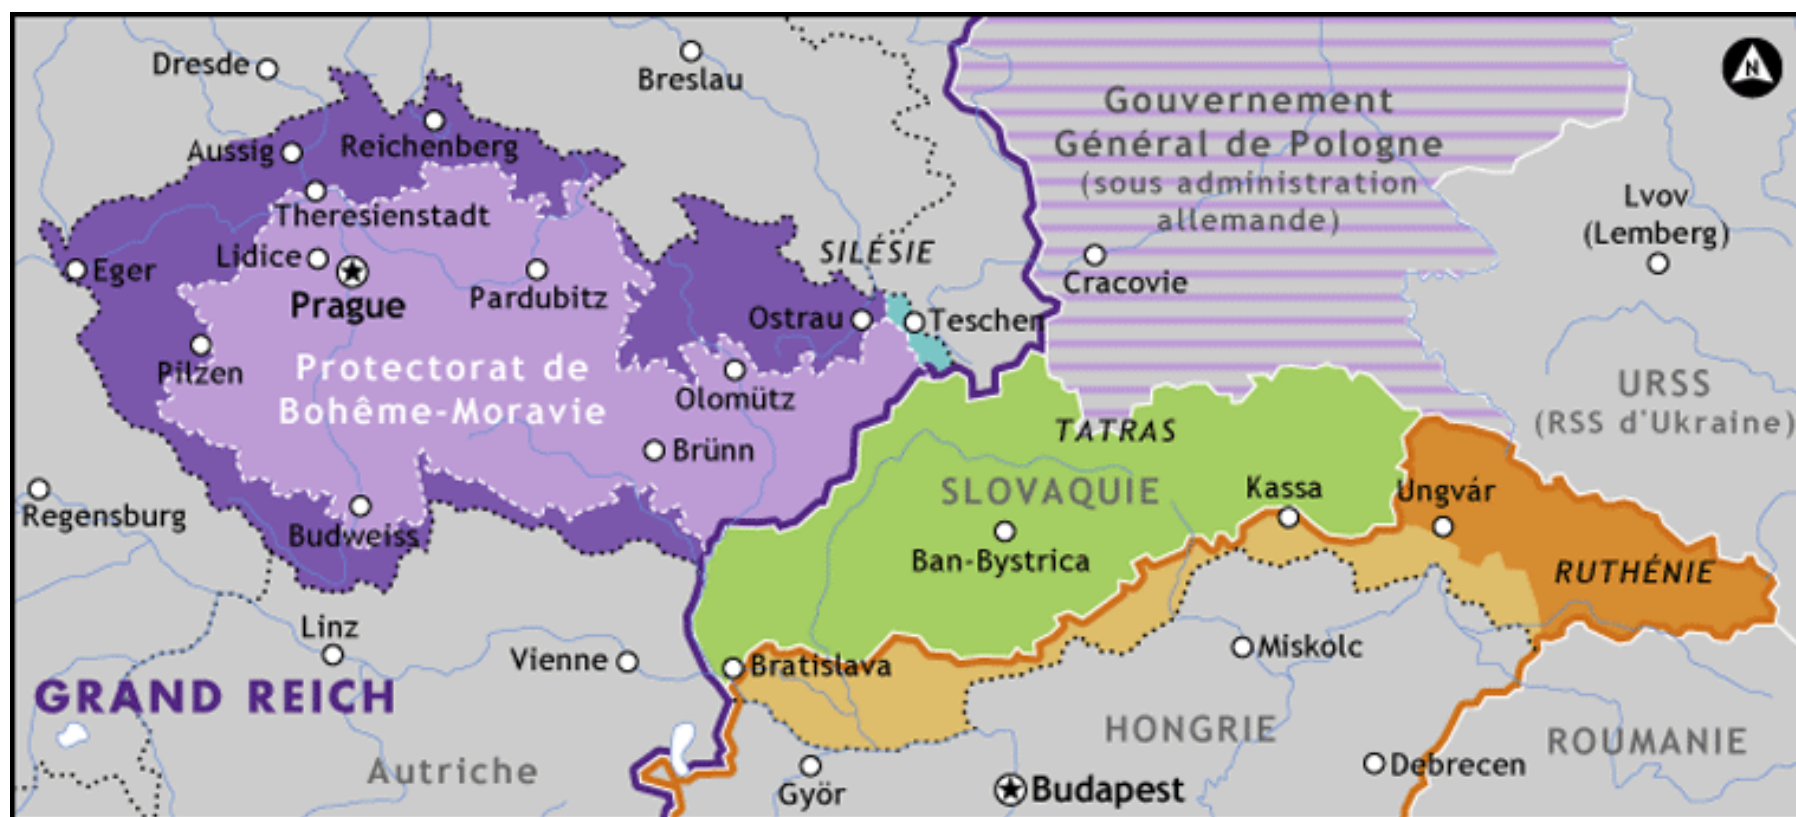 N
Dresde
Breslau
Gouvernement
Général de Pologne
(sous administration
allemande)
Aussig
Reichenberg
Theresienstadt
Lvov
(Lemberg)
SILÉSIE
Lidice
Eger
Prague
Pardubitz
Cracovie
Ostrau
Teschen
Pilzen
Protectorat de
Bohême-Moravie
Olomütz
URSS
(RSS d'Ukraine)
TATRAS
Brünn
SLOVAQUIE
Kassa
Ungvár
Regensburg
Budweiss
Ban-Bystrica
RUTHÉNIE
Linz
Vienne
Bratislava
Miskolc
GRAND REICH
HONGRIE
ROUMANIE
Autriche
Györ
Budapest
Debrecen